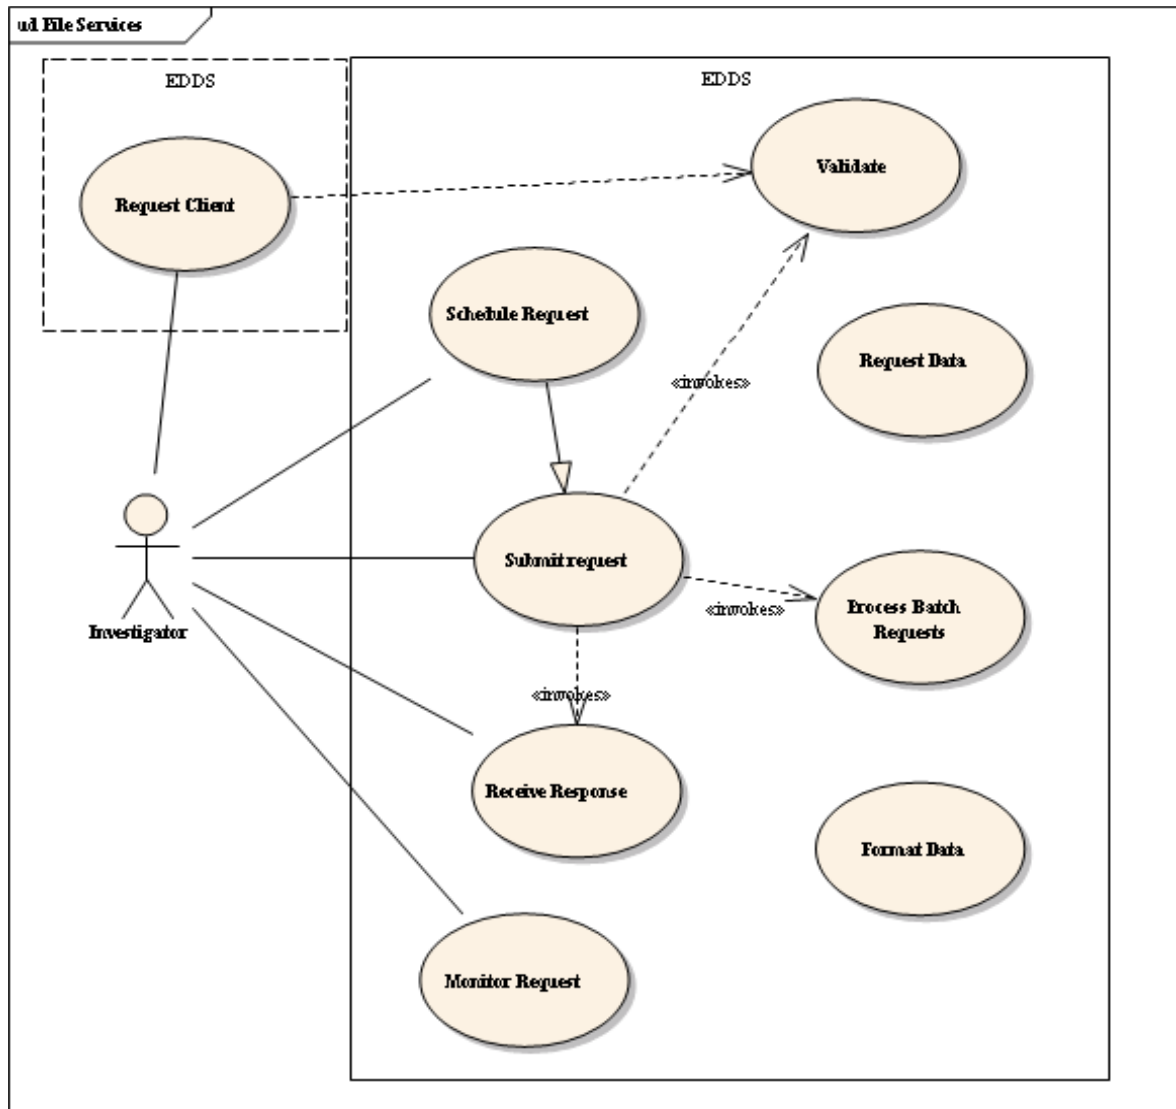 ud File Services
EDDS
EDDS
Request Client
Validate
Schedule Request
Request Data
«invokes»
Submit request
«invokes»
Process Batch
Requests
Investigator
«invokes»
Receive Response
Format Data
Monitor Request